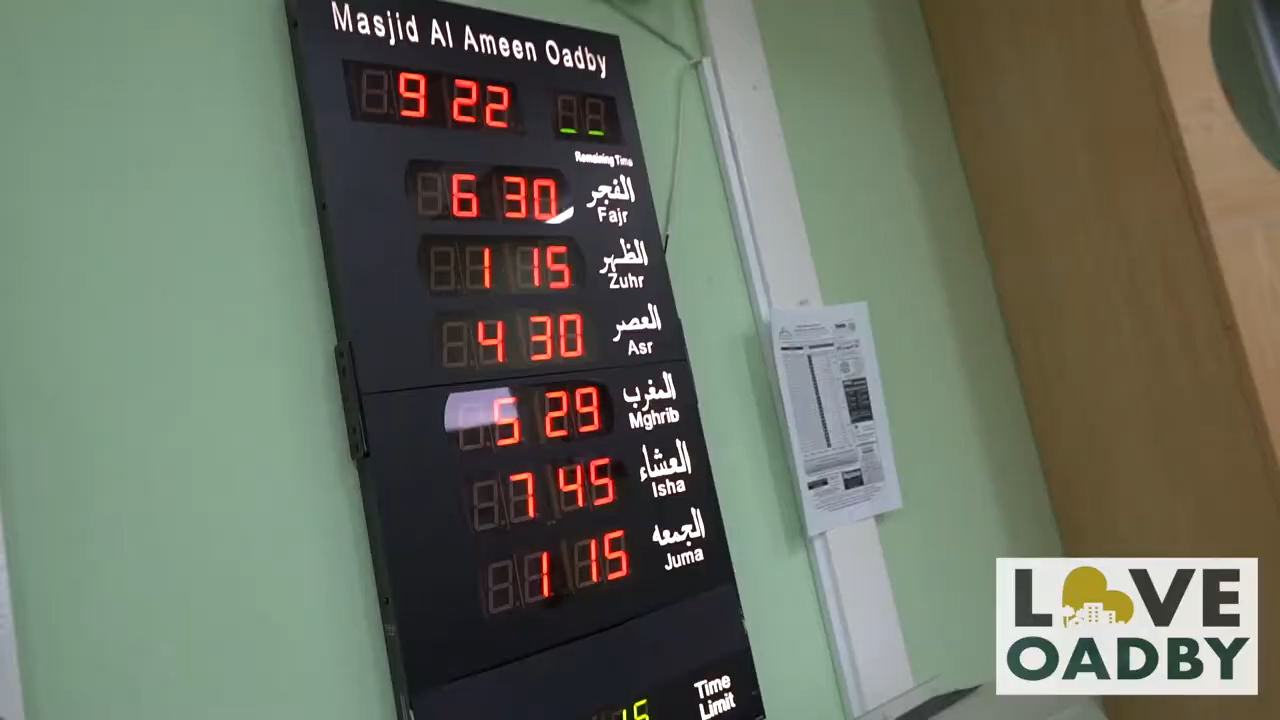 Masjid Al Ameen Oadby
9 22 _ _
Remaining Time
6 30 الفجر
Fajr
1 15 الظهر
Zuhr
4 30 العصر
Asr
5 29 المغرب
Mghrib
7 45 العشاء
Isha
1 15 الجمعه
Juma
Time
15 Limit
LOVE
OADBY